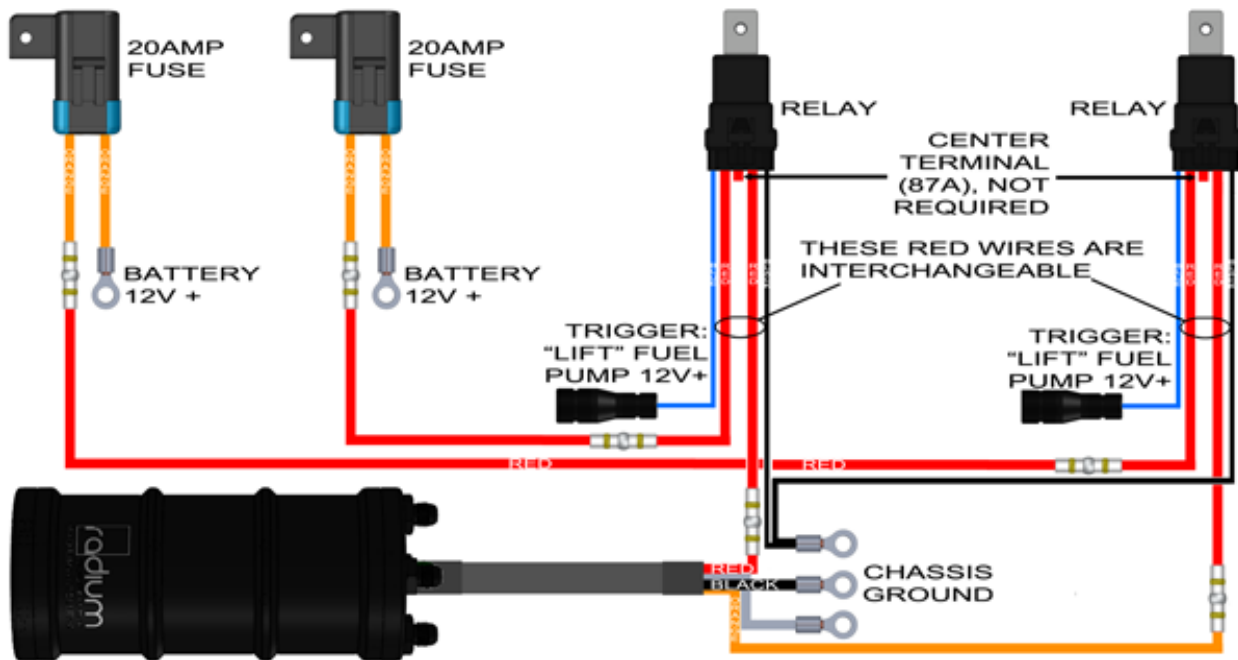 20AMP
FUSE
20AMP
FUSE
RELAY
RELAY
CENTER
TERMINAL
(87A), NOT
REQUIRED
THESE RED WIRES ARE
INTERCHANGEABLE
BATTERY
12V +
BATTERY
12V +
TRIGGER:
"LIFT" FUEL
PUMP 12V+
TRIGGER:
"LIFT" FUEL
PUMP 12V+
RED
RED
RED
BLACK
CHASSIS
GROUND
radium